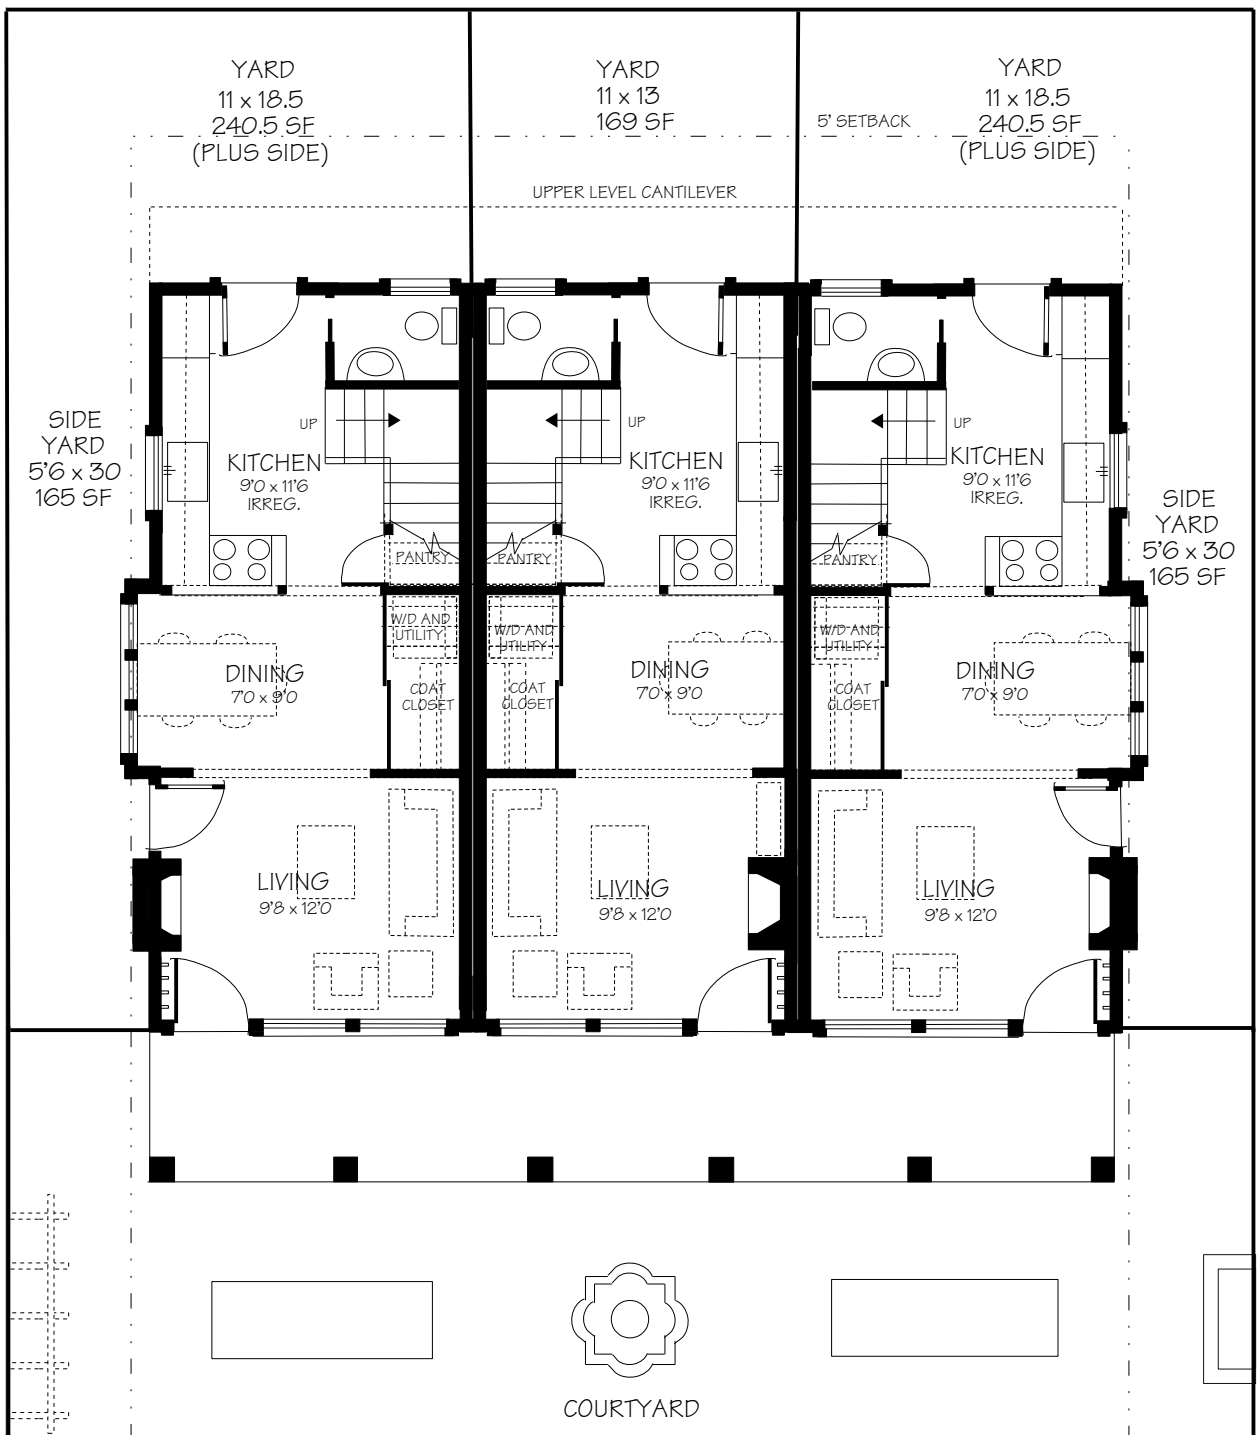 YARD
11 x 18.5
240.5 SF
(PLUS SIDE)
YARD
11 x 13
169 SF
5' SETBACK
YARD
11 x 18.5
240.5 SF
(PLUS SIDE)
UPPER LEVEL CANTILEVER
SIDE
YARD
5'6 x 30
165 SF
UP
KITCHEN
9'0 x 11'6
IRREG.
PANTRY
UP
KITCHEN
9'0 x 11'6
IRREG.
PANTRY
UP
KITCHEN
9'0 x 11'6
IRREG.
PANTRY
SIDE
YARD
5'6 x 30
165 SF
W/D AND
UTILITY
DINING
7'0 x 9'0
COAT
CLOSET
W/D AND
UTILITY
COAT
CLOSET
DINING
7'0 x 9'0
W/D AND
UTILITY
COAT
CLOSET
DINING
7'0 x 9'0
LIVING
9'8 x 12'0
LIVING
9'8 x 12'0
LIVING
9'8 x 12'0
COURTYARD